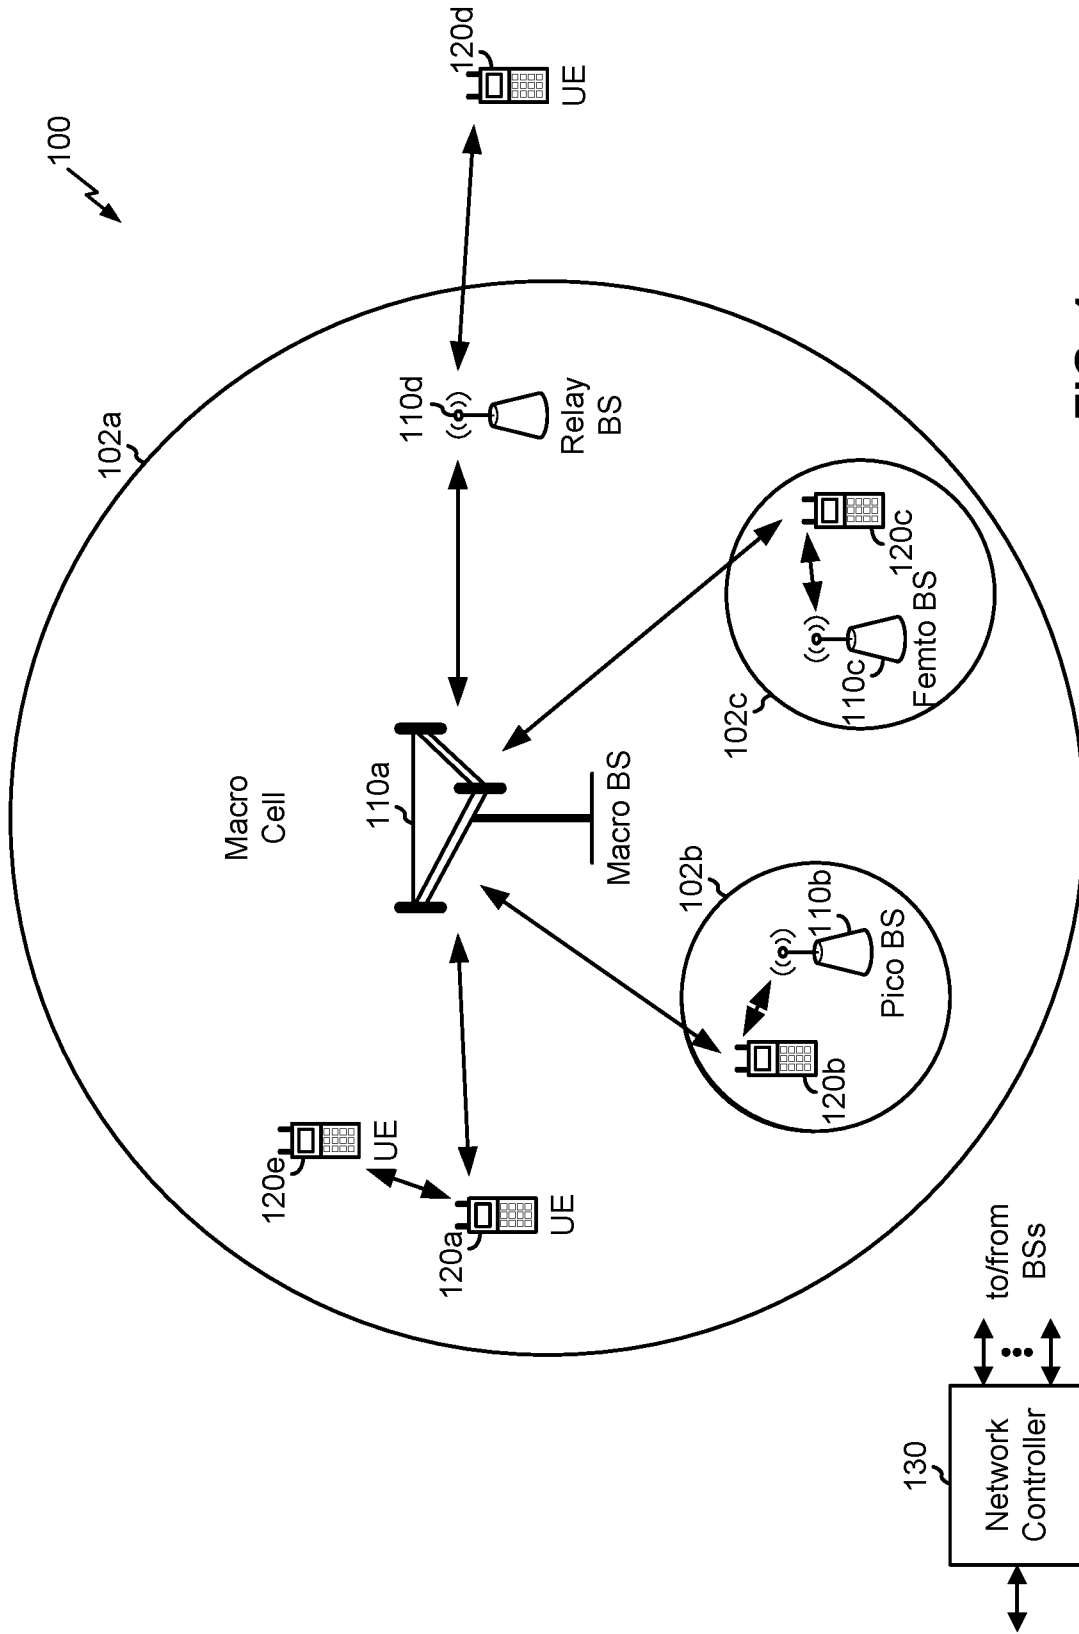 100
102a
Macro
Cell
110a
110d
120d
UE
120e
UE
120a
UE
Relay
BS
Macro BS
102b
110b
120b
Pico BS
102c
110c
120c
Femto BS
130
Network
Controller
to/from
BSs